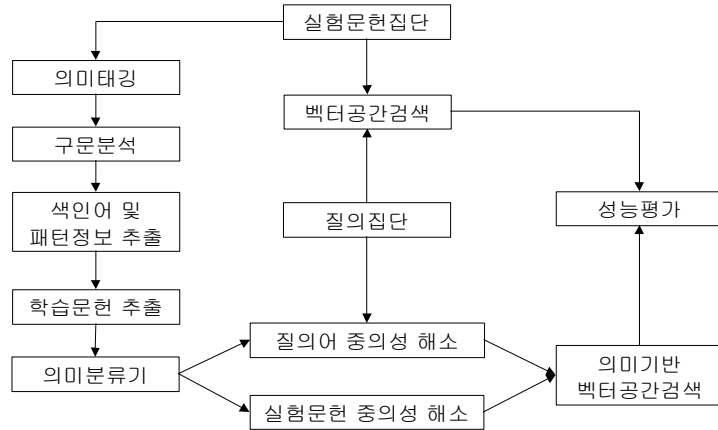 실험문헌집단
의미태깅
벡터공간검색
구문분석
색인어 및
패턴정보 추출
질의집단
성능평가
학습문헌 추출
질의어 중의성 해소
의미분류기
의미기반
벡터공간검색
실험문헌 중의성 해소